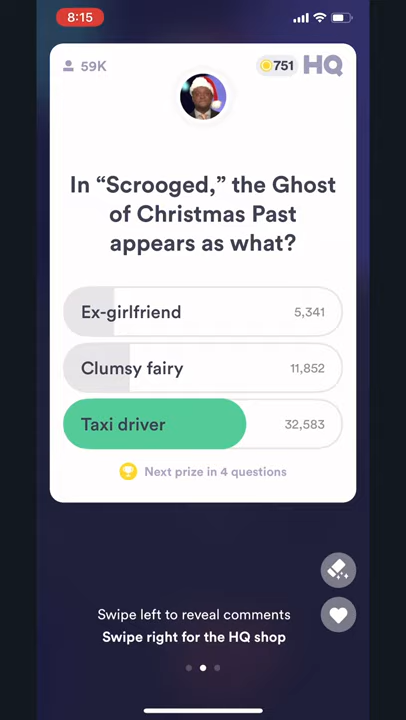 8:15
59K
751 HQ
In “Scrooged,” the Ghost
of Christmas Past
appears as what?
Ex-girlfriend 5,341
Clumsy fairy 11,852
Taxi driver 32,583
Next prize in 4 questions
Swipe left to reveal comments
Swipe right for the HQ shop